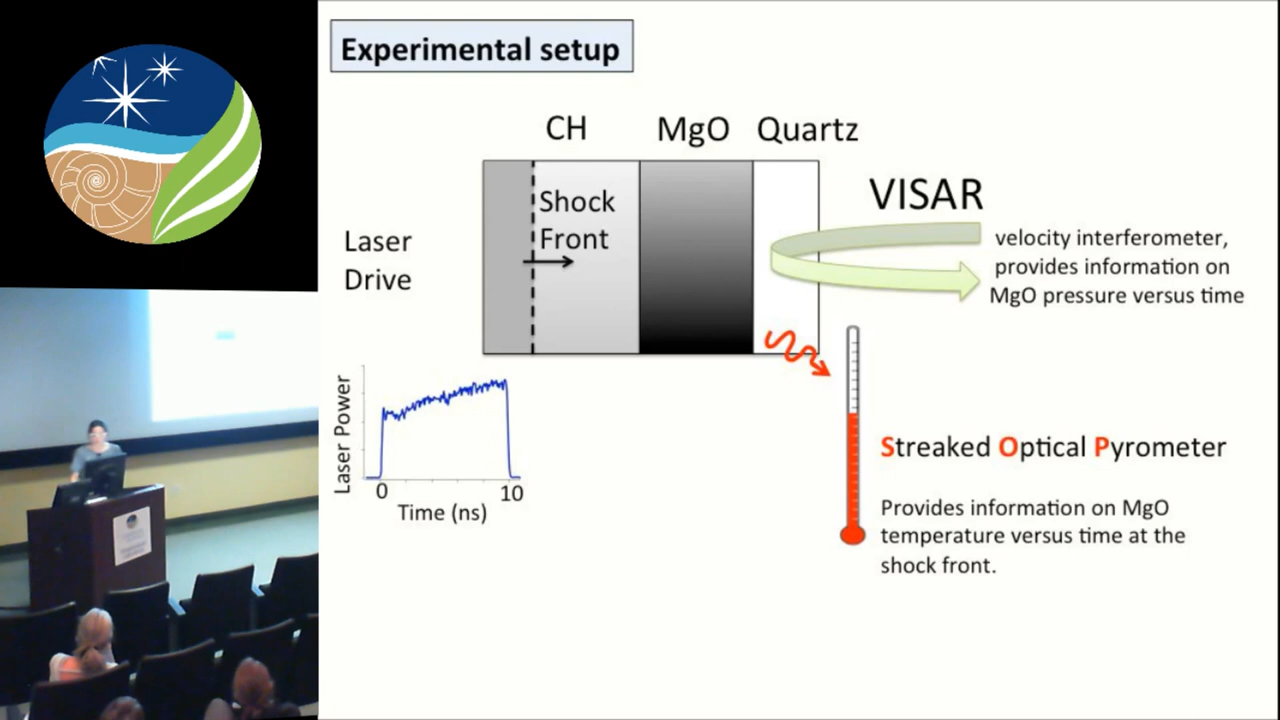 Experimental setup
CH
MgO
Quartz
Shock
Front
Laser
Drive
VISAR
velocity interferometer,
provides information on
MgO pressure versus time
Laser Power
0
10
Time (ns)
Streaked Optical Pyrometer
Provides information on MgO
temperature versus time at the
shock front.